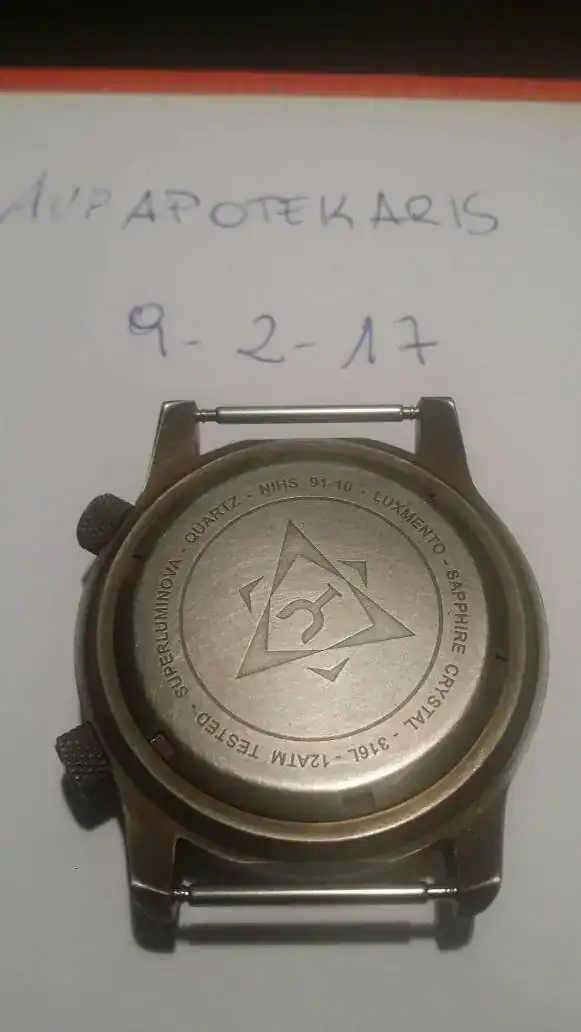 AVPAPOTEKARIS
9-2-17
SUPERLUMINOVA - QUARTZ - NIHS 91-10 - LUXMENTO - SAPPHIRE CRYSTAL - 316L - 12ATM TESTED -